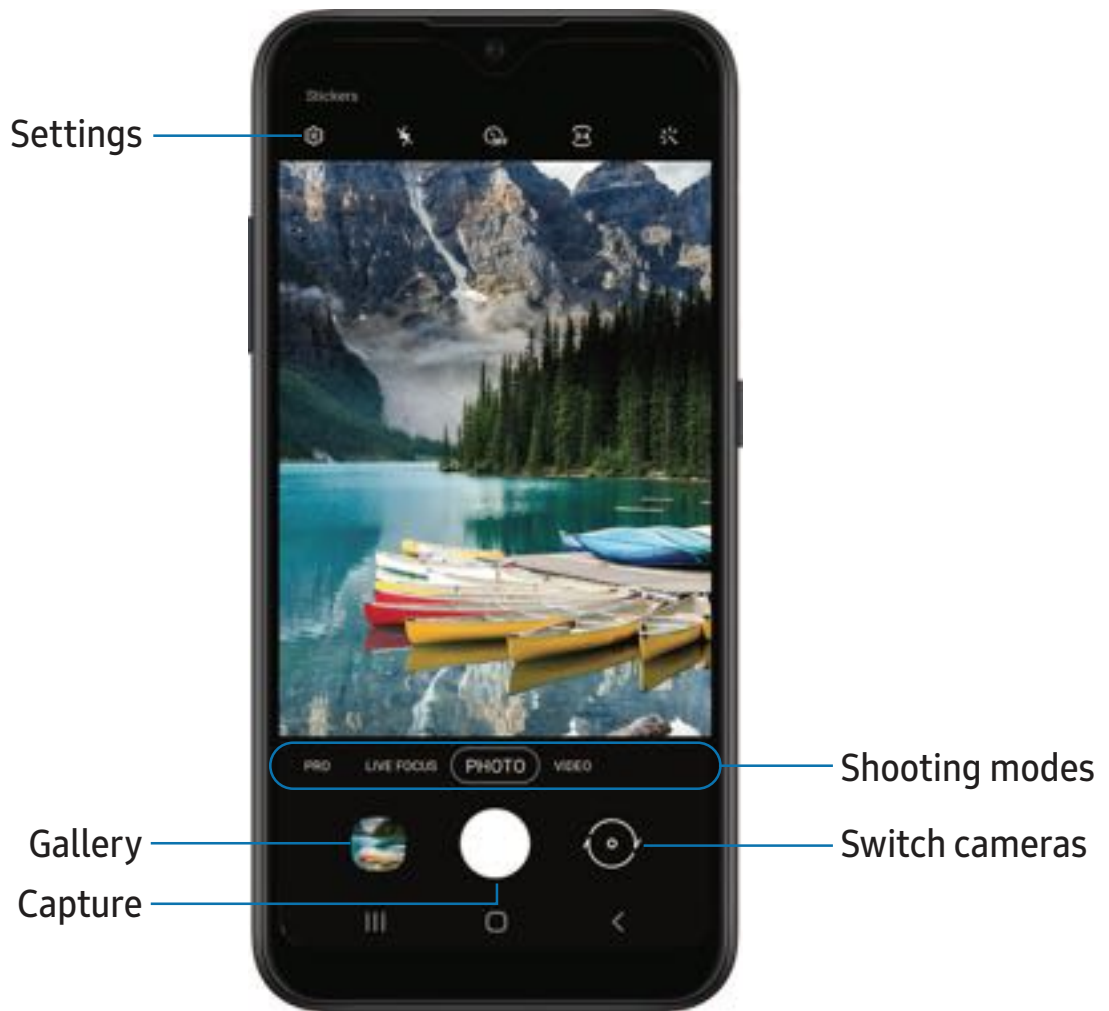 Stickers
Settings
PRO LIVE FOCUS PHOTO VIDEO
Shooting modes
Gallery
Switch cameras
Capture